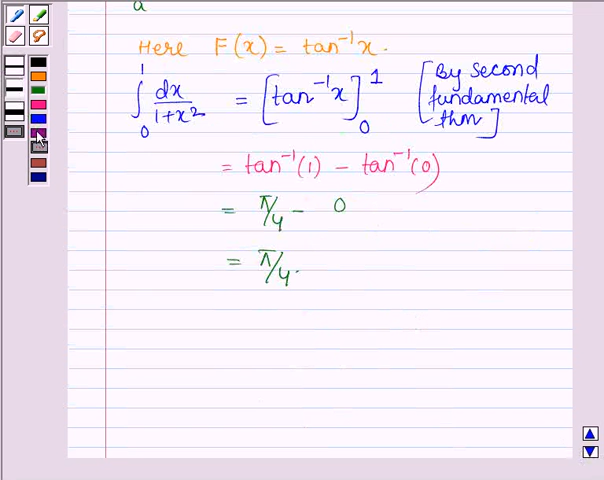 a
Here F(x) = tan⁻¹x.
∫₀¹ dx/(1+x²) = [tan⁻¹x]₀¹ [By Second fundamental thm]
= tan⁻¹(1) − tan⁻¹(0)
= π/4 − 0
= π/4.